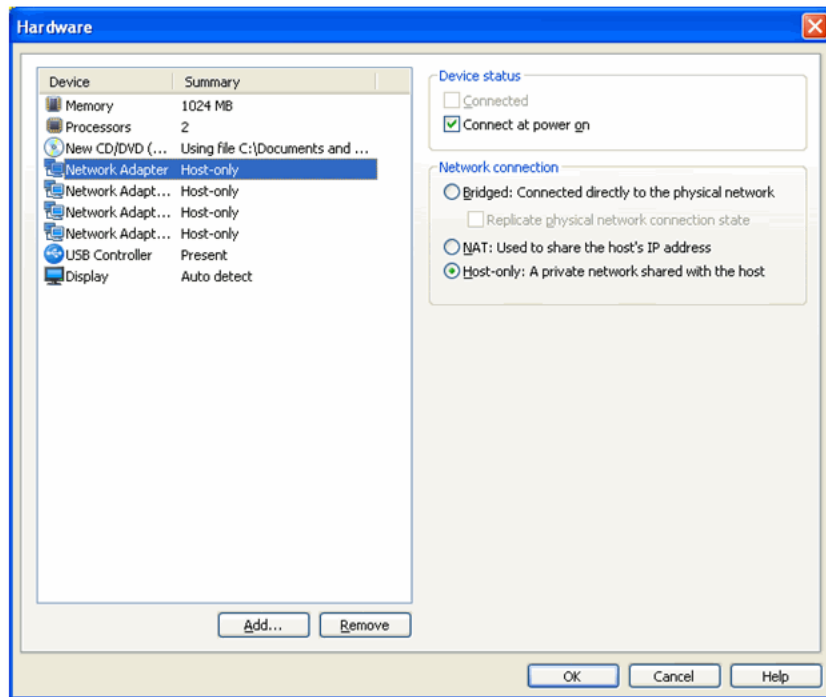 Hardware
Device Summary
Memory 1024 MB
Processors 2
New CD/DVD (... Using file C:\Documents and ...
Network Adapter Host-only
Network Adapt... Host-only
Network Adapt... Host-only
Network Adapt... Host-only
USB Controller Present
Display Auto detect
Add... Remove
Device status
Connected
Connect at power on
Network connection
Bridged: Connected directly to the physical network
Replicate physical network connection state
NAT: Used to share the host's IP address
Host-only: A private network shared with the host
OK Cancel Help